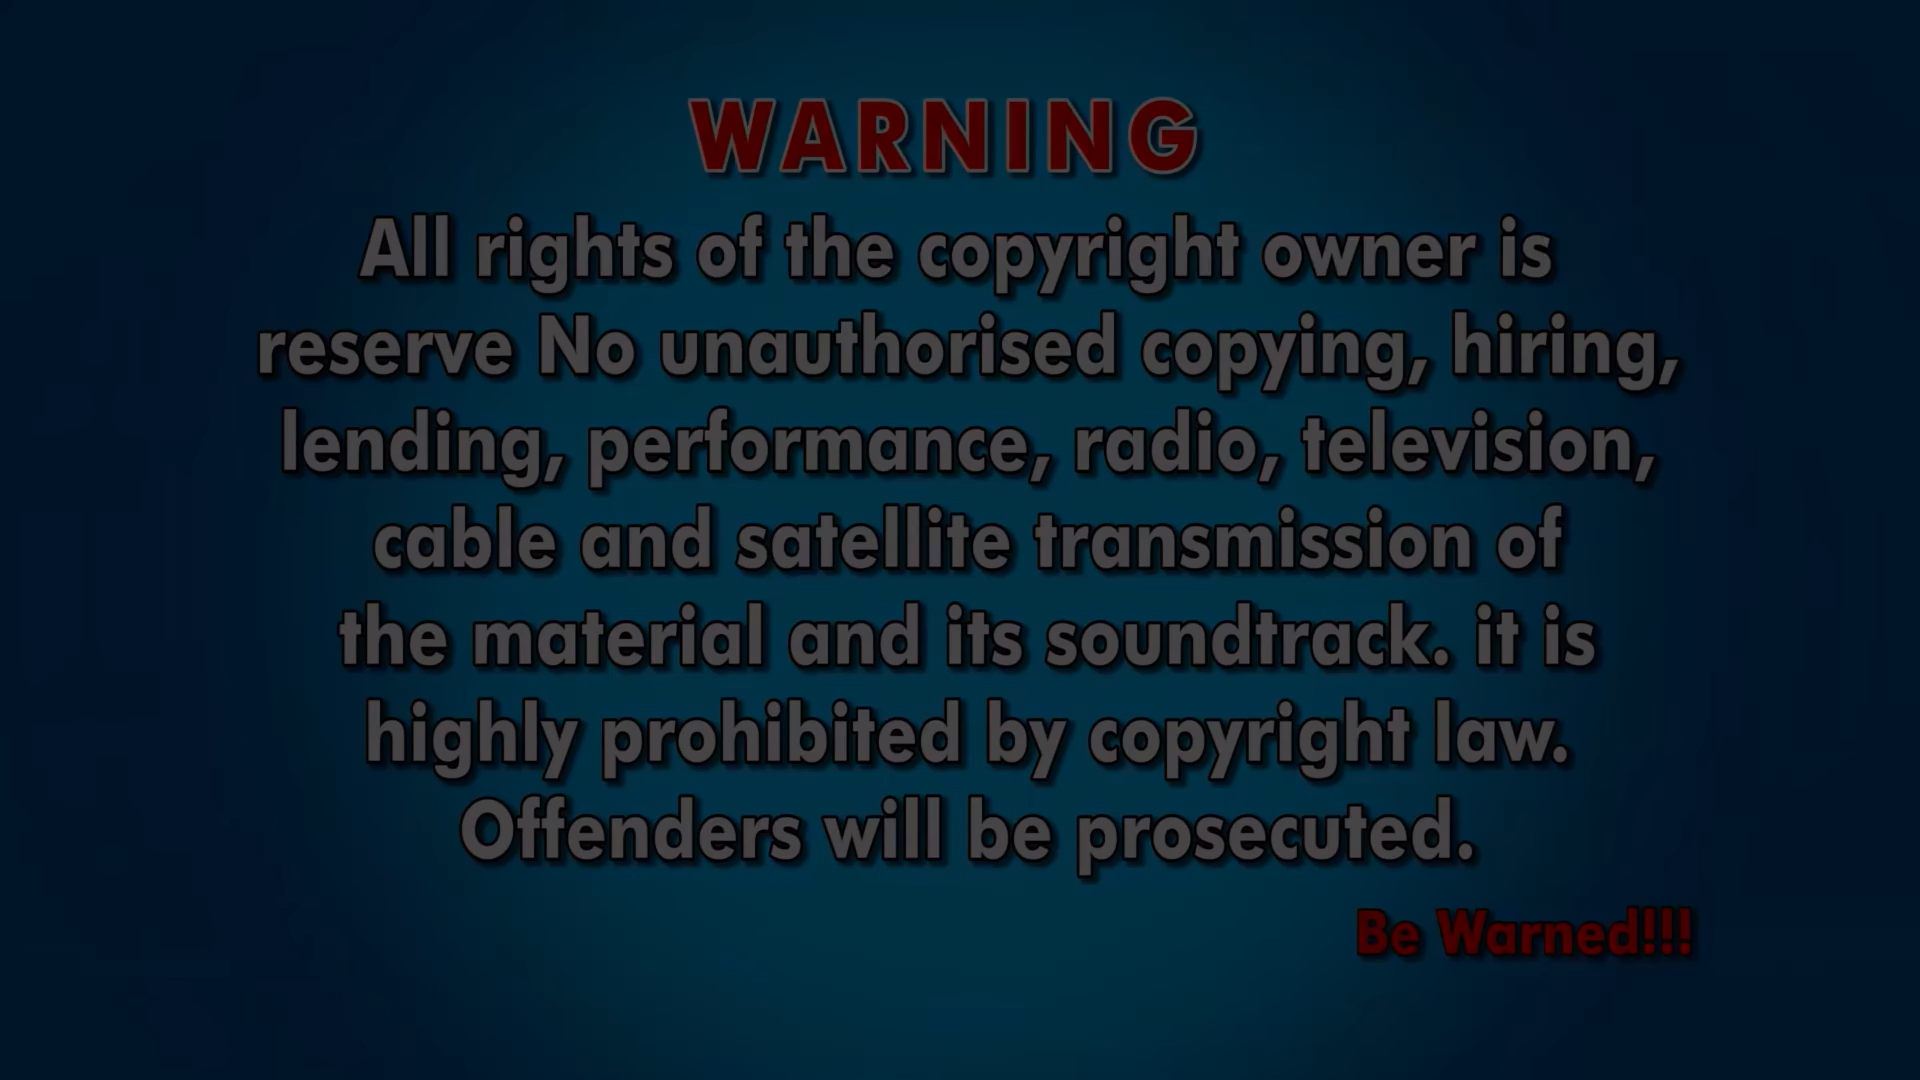 WARNING
All rights of the copyright owner is
reserve No unauthorised copying, hiring,
lending, performance, radio, television,
cable and satellite transmission of
the material and its soundtrack. it is
highly prohibited by copyright law.
Offenders will be prosecuted.
Be Warned!!!